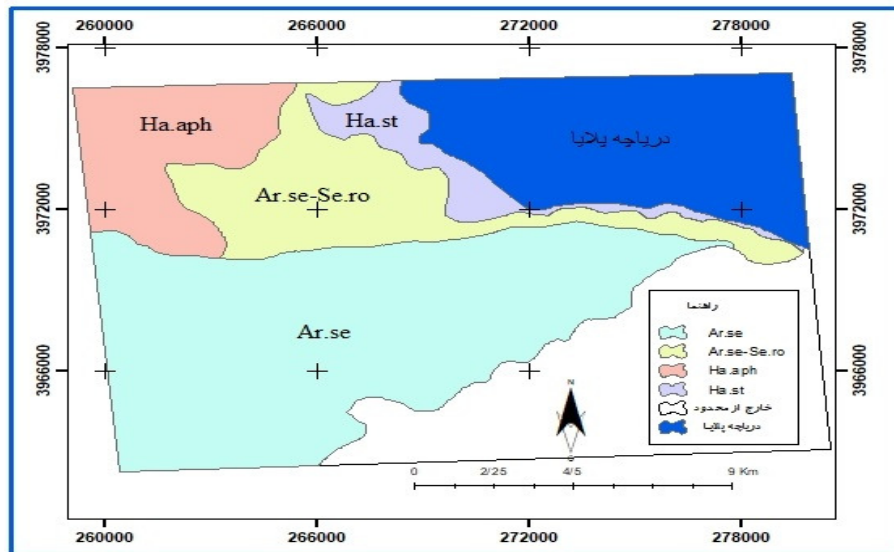 260000 266000 272000 278000
3978000 3978000
Ha.aph
Ha.st
دریاچه پلایا
Ar.se-Se.ro
3972000 3972000
Ar.se
راهنما
Ar.se
Ar.se-Se.ro
Ha.aph
Ha.st
خارج از محدود
دریاچه پلایا
3966000 3966000
N
0 2/25 4/5 9 Km
260000 266000 272000 278000